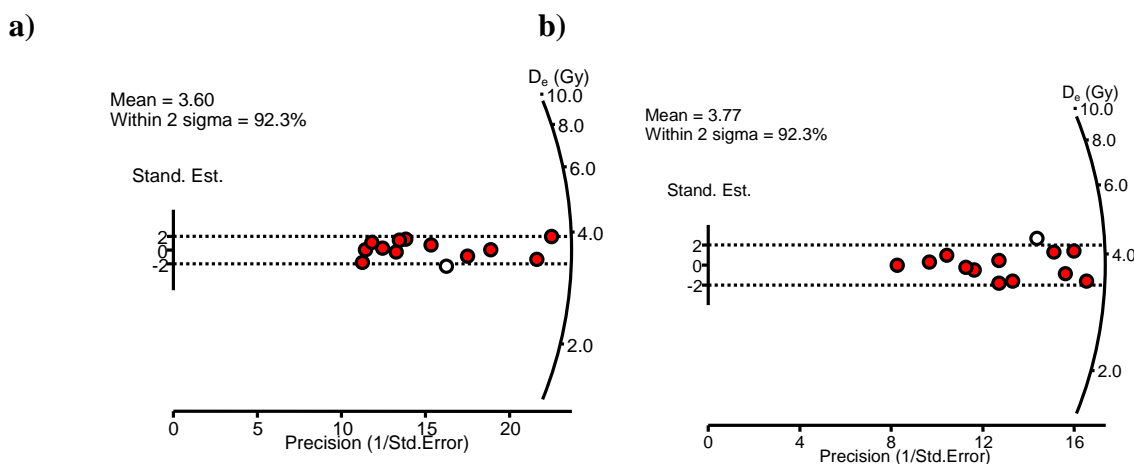 a)
Mean = 3.60
Within 2 sigma = 92.3%
Stand. Est.
2
0
-2
Dₑ (Gy)
10.0
8.0
6.0
4.0
2.0
0 5 10 15 20
Precision (1/Std.Error)
b)
Mean = 3.77
Within 2 sigma = 92.3%
Stand. Est.
2
0
-2
Dₑ (Gy)
10.0
8.0
6.0
4.0
2.0
0 4 8 12 16
Precision (1/Std.Error)